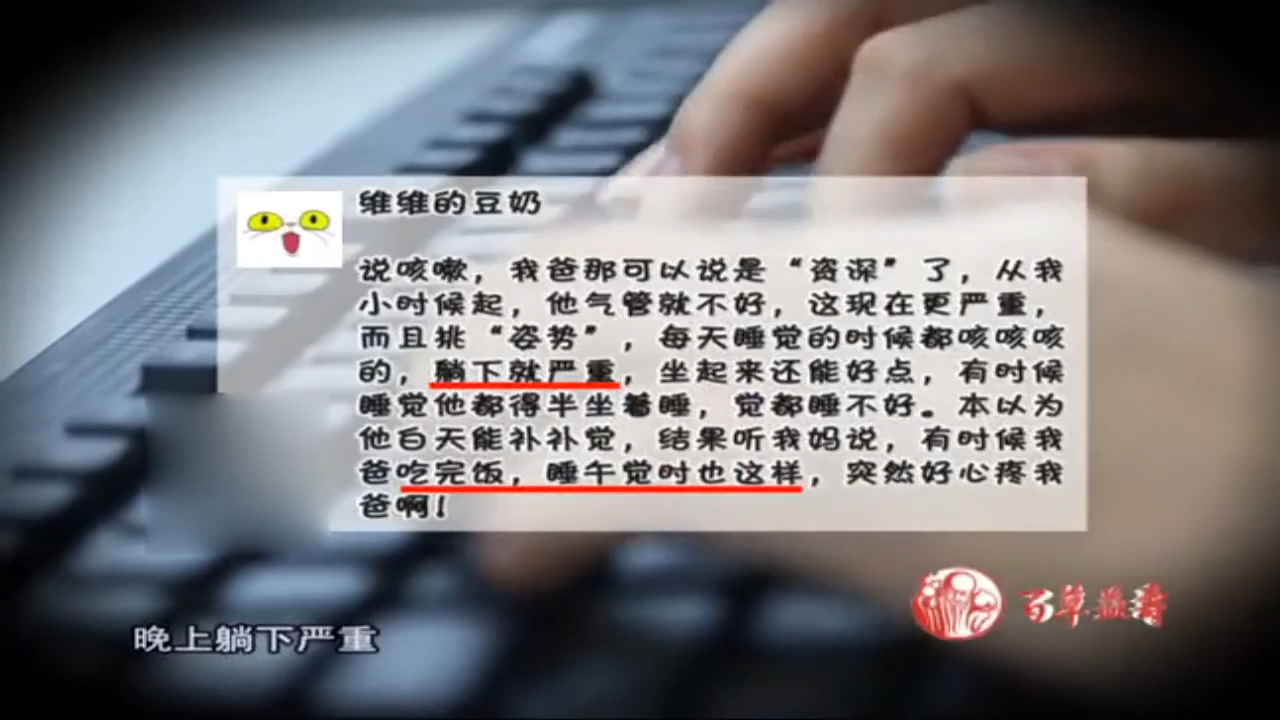 维维的豆奶
说咳嗽，我爸那可以说是“资深”了，从我
小时候起，他气管就不好，这现在更严重，
而且挑“姿势”，每天睡觉的时候都咳咳咳
的，躺下就严重，坐起来还能好点，有时候
睡觉他都得半坐着睡，觉都睡不好。本以为
他白天能补补觉，结果听我妈说，有时候我
爸吃完饭，睡午觉时也这样，突然好心疼我
爸啊！
百草益寿
晚上躺下严重